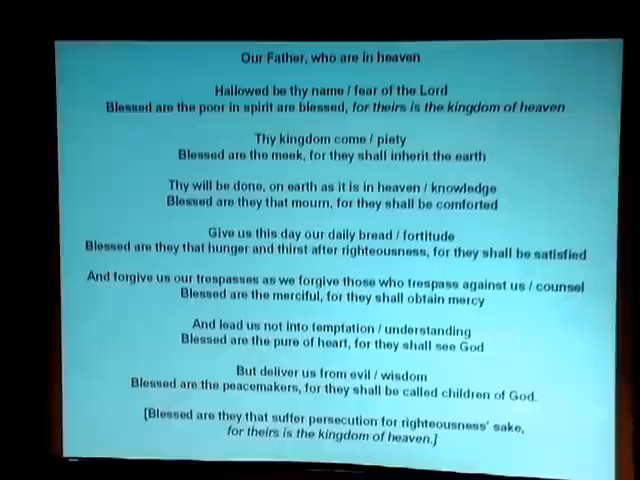 Our Father, who are in heaven
Hallowed be thy name / fear of the Lord
Blessed are the poor in spirit are blessed, for theirs is the kingdom of heaven
Thy kingdom come / piety
Blessed are the meek, for they shall inherit the earth
Thy will be done, on earth as it is in heaven / knowledge
Blessed are they that mourn, for they shall be comforted
Give us this day our daily bread / fortitude
Blessed are they that hunger and thirst after righteousness, for they shall be satisfied
And forgive us our trespasses as we forgive those who trespass against us / counsel
Blessed are the merciful, for they shall obtain mercy
And lead us not into temptation / understanding
Blessed are the pure of heart, for they shall see God
But deliver us from evil / wisdom
Blessed are the peacemakers, for they shall be called children of God.
[Blessed are they that suffer persecution for righteousness' sake,
for theirs is the kingdom of heaven.]